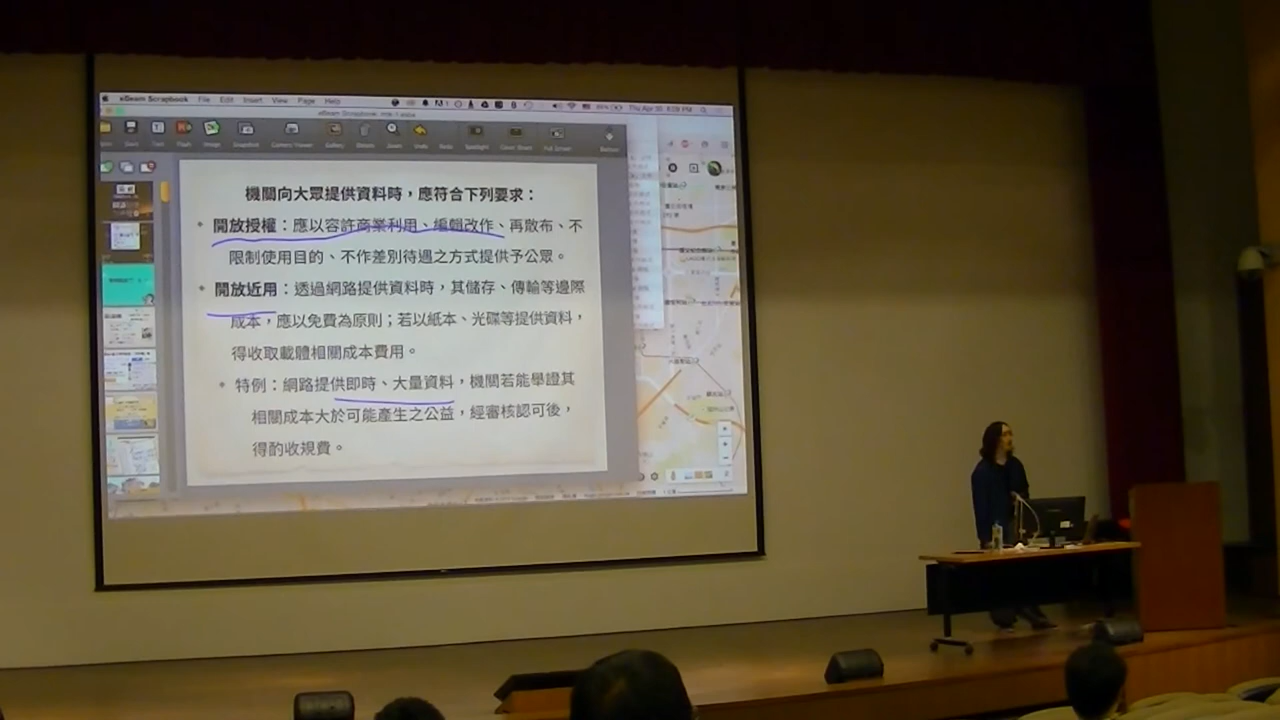 eBeam Scrapbook File Edit Insert View Page Help
機關向大眾提供資料時，應符合下列要求：
• 開放授權：應以容許商業利用、編輯改作、再散布、不
限制使用目的、不作差別待遇之方式提供予公眾。
• 開放近用：透過網路提供資料時，其儲存、傳輸等邊際
成本，應以免費為原則；若以紙本、光碟等提供資料，
得收取載體相關成本費用。
• 特例：網路提供即時、大量資料，機關若能舉證其
相關成本大於可能產生之公益，經審核認可後，
得酌收規費。